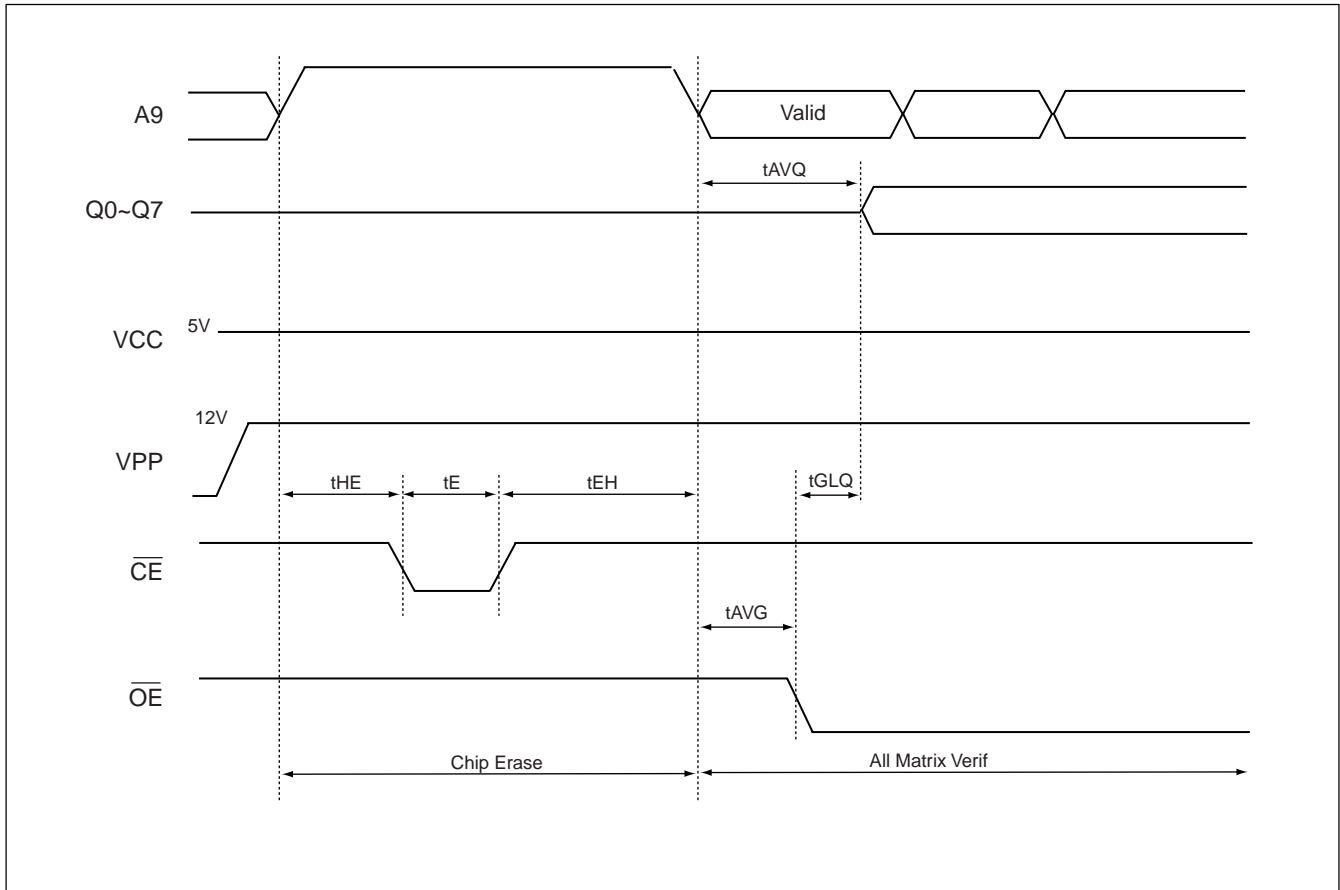 A9
Valid
tAVQ
Q0~Q7
5V
VCC
12V
VPP
tHE
tE
tEH
tGLQ
CE
tAVG
OE
Chip Erase
All Matrix Verif